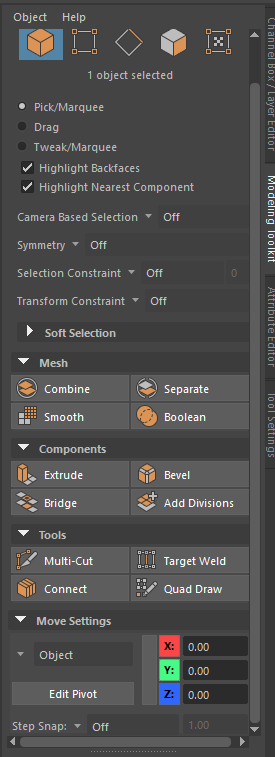 Object Help
1 object selected
Pick/Marquee
Drag
Tweak/Marquee
Highlight Backfaces
Highlight Nearest Component
Camera Based Selection Off
Symmetry Off
Selection Constraint Off 0
Transform Constraint Off
Soft Selection
Mesh
Combine Separate
Smooth Boolean
Components
Extrude Bevel
Bridge Add Divisions
Tools
Multi-Cut Target Weld
Connect Quad Draw
Move Settings
Object
X: 0.00
Y: 0.00
Edit Pivot Z: 0.00
Step Snap: Off 1.00
Channel Box / Layer Editor
Modeling Toolkit
Attribute Editor
Tool Settings